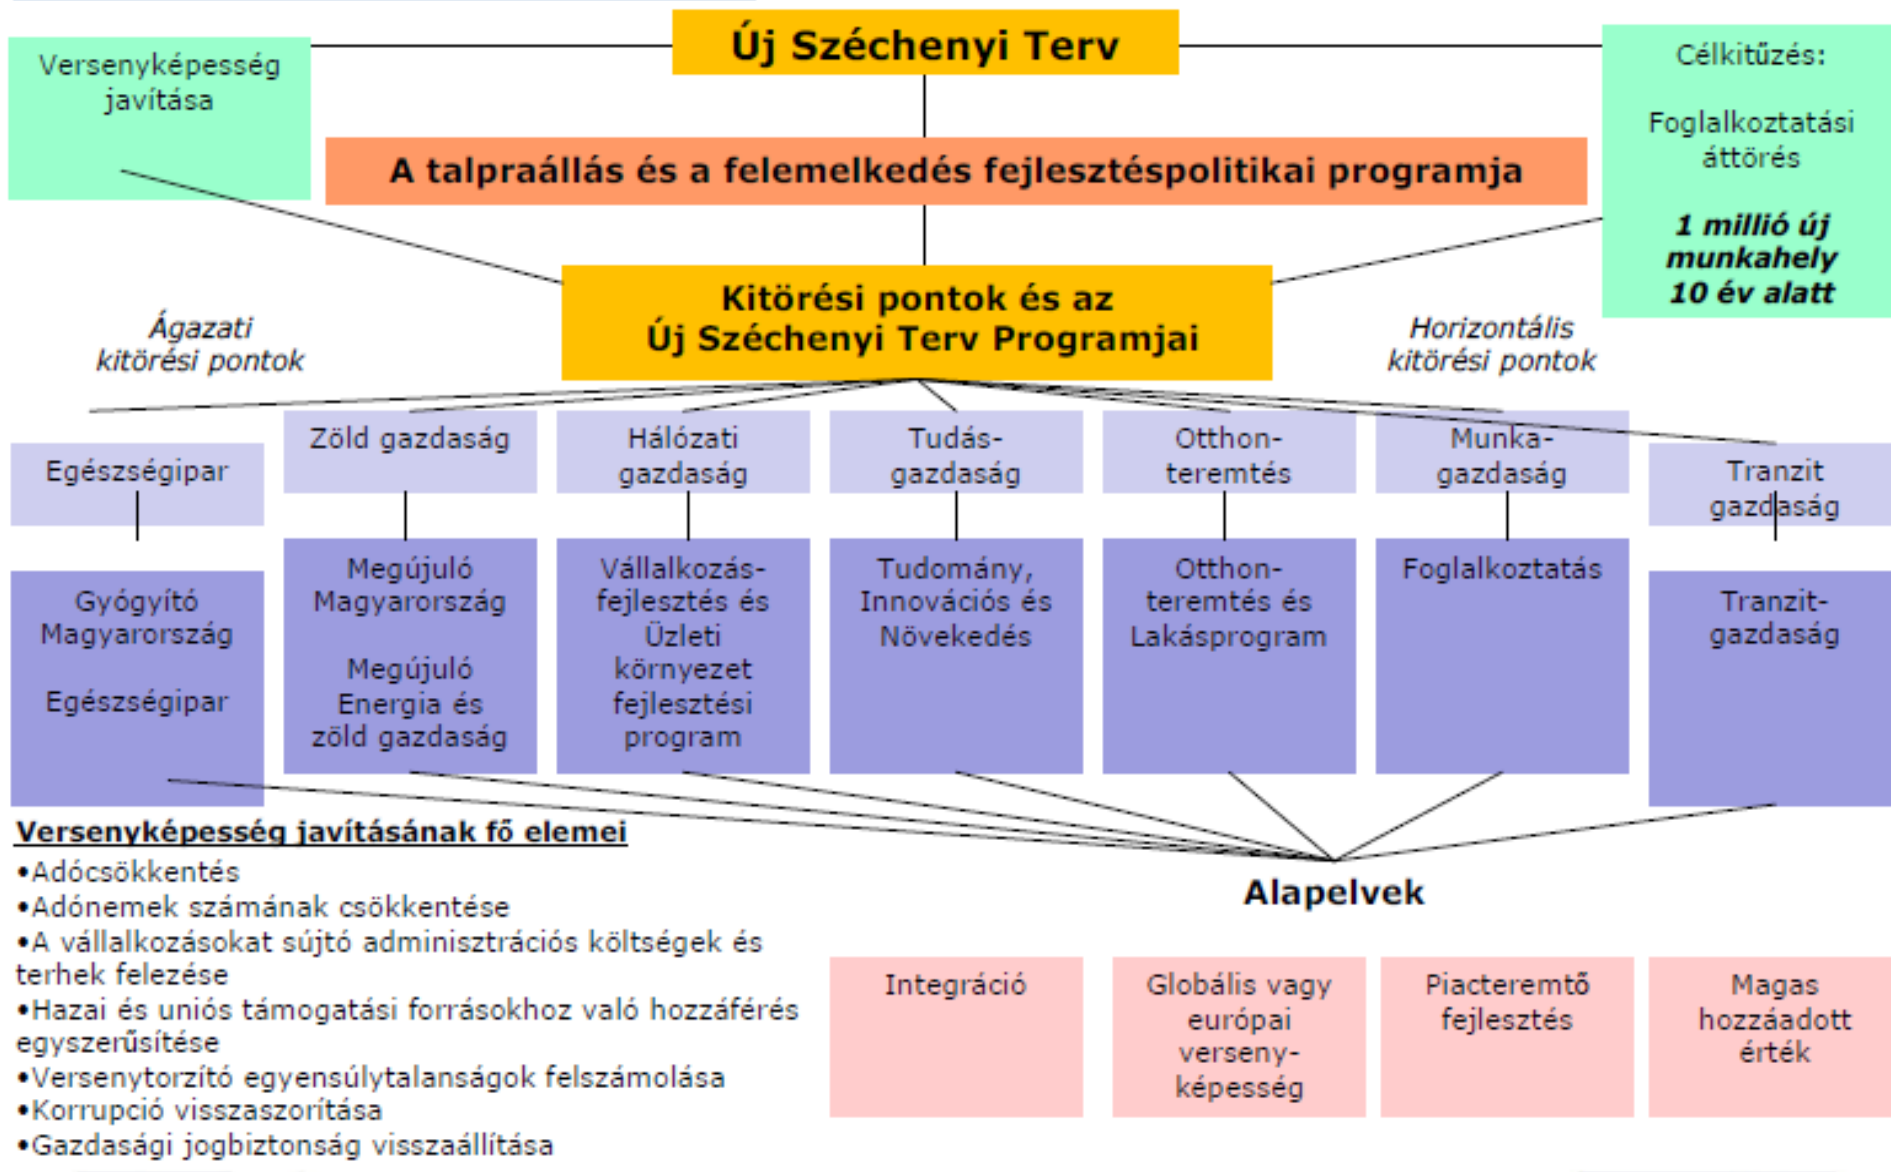 Új Széchenyi Terv
Versenyképesség
javítása
Célkitűzés:
Foglalkoztatási
áttörés
1 millió új
munkahely
10 év alatt
A talpraállás és a felemelkedés fejlesztéspolitikai programja
Kitörési pontok és az
Új Széchenyi Terv Programjai
Ágazati
kitörési pontok
Horizontális
kitörési pontok
Egészségipar
Zöld gazdaság
Hálózati
gazdaság
Tudás-
gazdaság
Otthon-
teremtés
Munka-
gazdaság
Tranzit
gazdaság
Gyógyító
Magyarország
Egészségipar
Megújuló
Magyarország
Megújuló
Energia és
zöld gazdaság
Vállalkozás-
fejlesztés és
Üzleti
környezet
fejlesztési
program
Tudomány,
Innovációs és
Növekedés
Otthon-
teremtés és
Lakásprogram
Foglalkoztatás
Tranzit-
gazdaság
Versenyképesség javításának fő elemei
•Adócsökkentés
•Adónemek számának csökkentése
•A vállalkozásokat sújtó adminisztrációs költségek és
terhek felezése
•Hazai és uniós támogatási forrásokhoz való hozzáférés
egyszerűsítése
•Versenytorzító egyensúlytalanságok felszámolása
•Korrupció visszaszorítása
•Gazdasági jogbiztonság visszaállítása
Alapelvek
Integráció
Globális vagy
európai
verseny-
képesség
Piacteremtő
fejlesztés
Magas
hozzáadott
érték